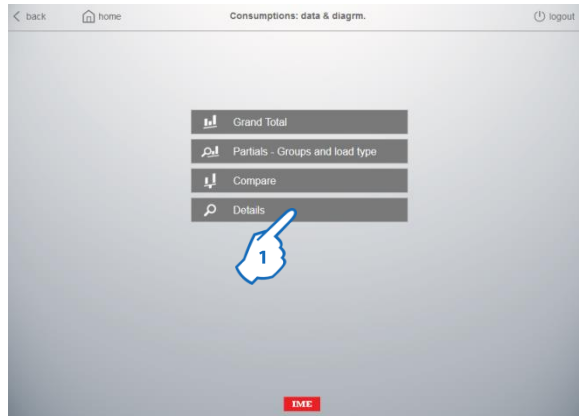 back
home
Consumptions: data & diagrm.
logout
Grand Total
Partials - Groups and load type
Compare
Details
1
IME